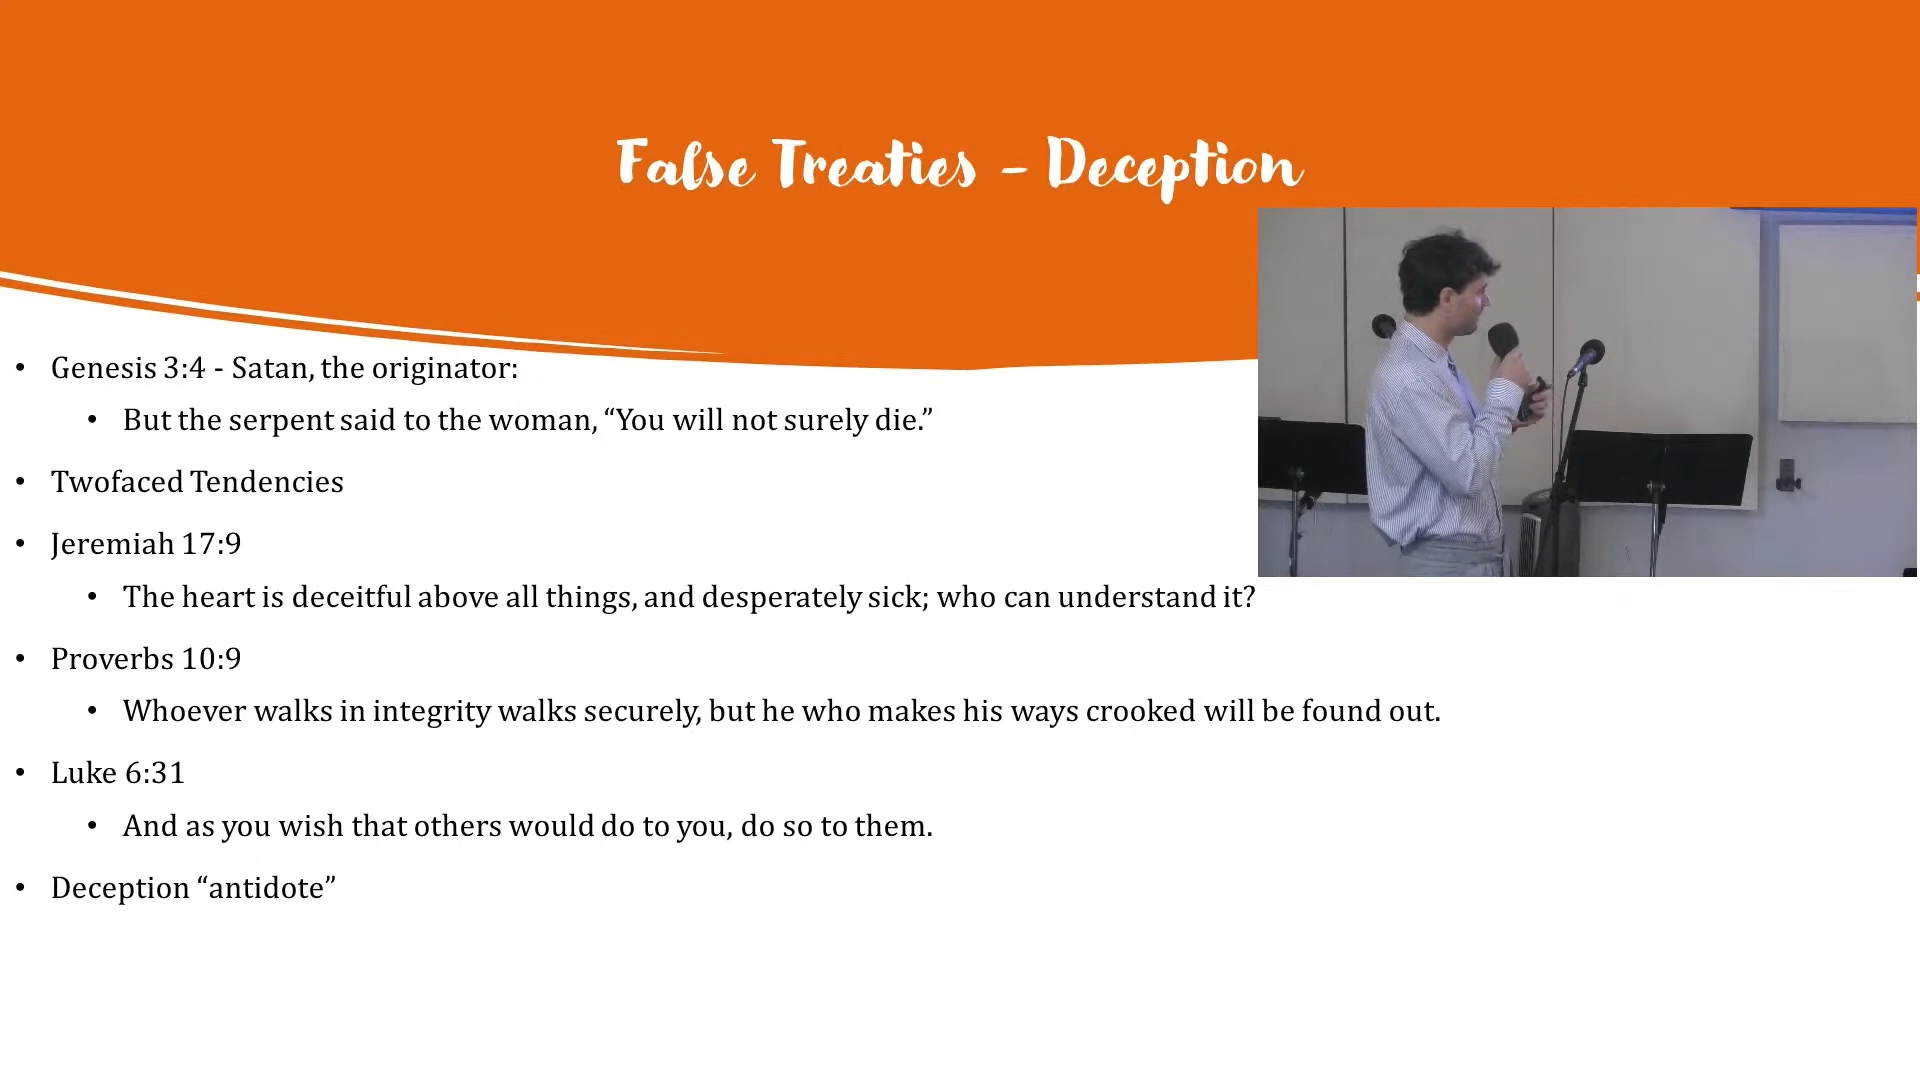 False Treaties - Deception
• Genesis 3:4 - Satan, the originator:
• But the serpent said to the woman, “You will not surely die.”
• Twofaced Tendencies
• Jeremiah 17:9
• The heart is deceitful above all things, and desperately sick; who can understand it?
• Proverbs 10:9
• Whoever walks in integrity walks securely, but he who makes his ways crooked will be found out.
• Luke 6:31
• And as you wish that others would do to you, do so to them.
• Deception “antidote”